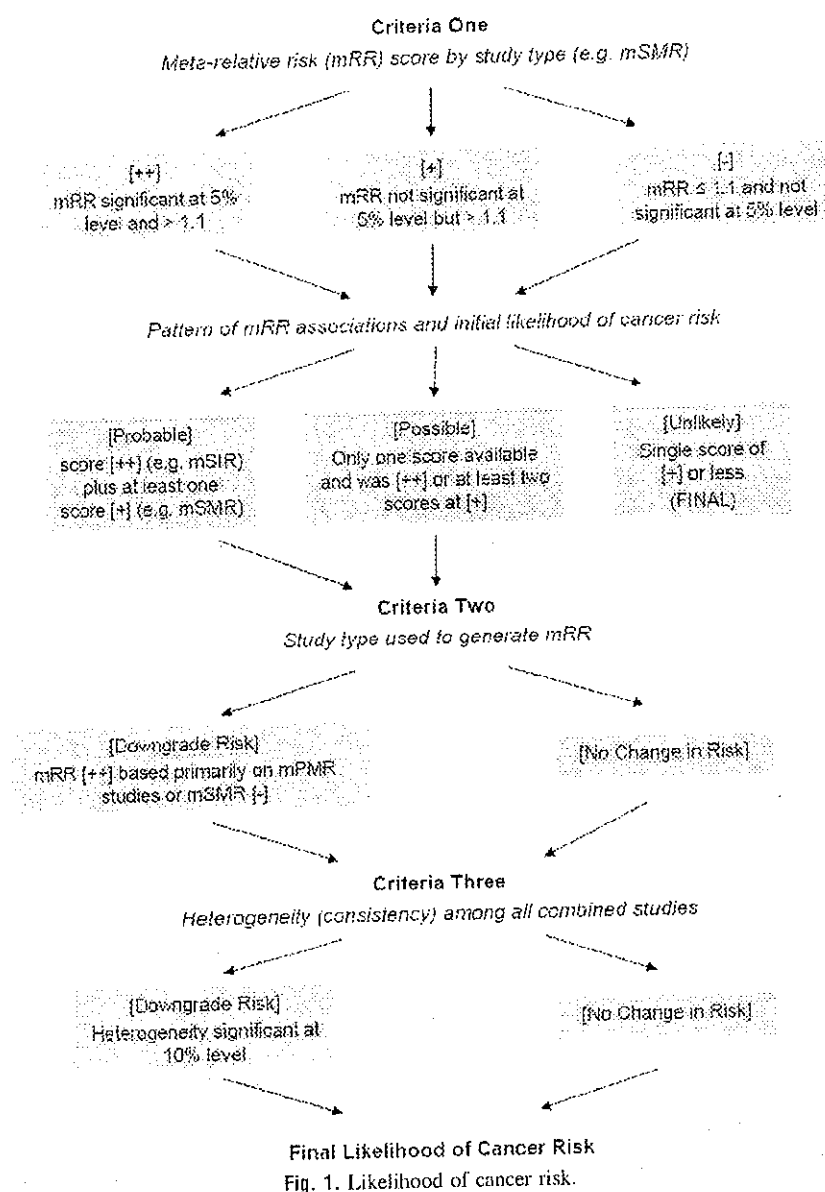 Criteria One
Meta-relative risk (mRR) score by study type (e.g. mSMR)
[++]
mRR significant at 5%
level and > 1.1
[+]
mRR not significant at
5% level but > 1.1
[-]
mRR ≤ 1.1 and not
significant at 5% level
Pattern of mRR associations and initial likelihood of cancer risk
[Probable]
score [++] (e.g. mSIR)
plus at least one
score [+] (e.g. mSMR)
[Possible]
Only one score available
and was [++] or at least two
scores at [+]
[Unlikely]
Single score of
[+] or less
(FINAL)
Criteria Two
Study type used to generate mRR
[Downgrade Risk]
mRR [++] based primarily on mPMR
studies or mSMR [-]
[No Change in Risk]
Criteria Three
Heterogeneity (consistency) among all combined studies
[Downgrade Risk]
Heterogeneity significant at
10% level
[No Change in Risk]
Final Likelihood of Cancer Risk
Fig. 1. Likelihood of cancer risk.